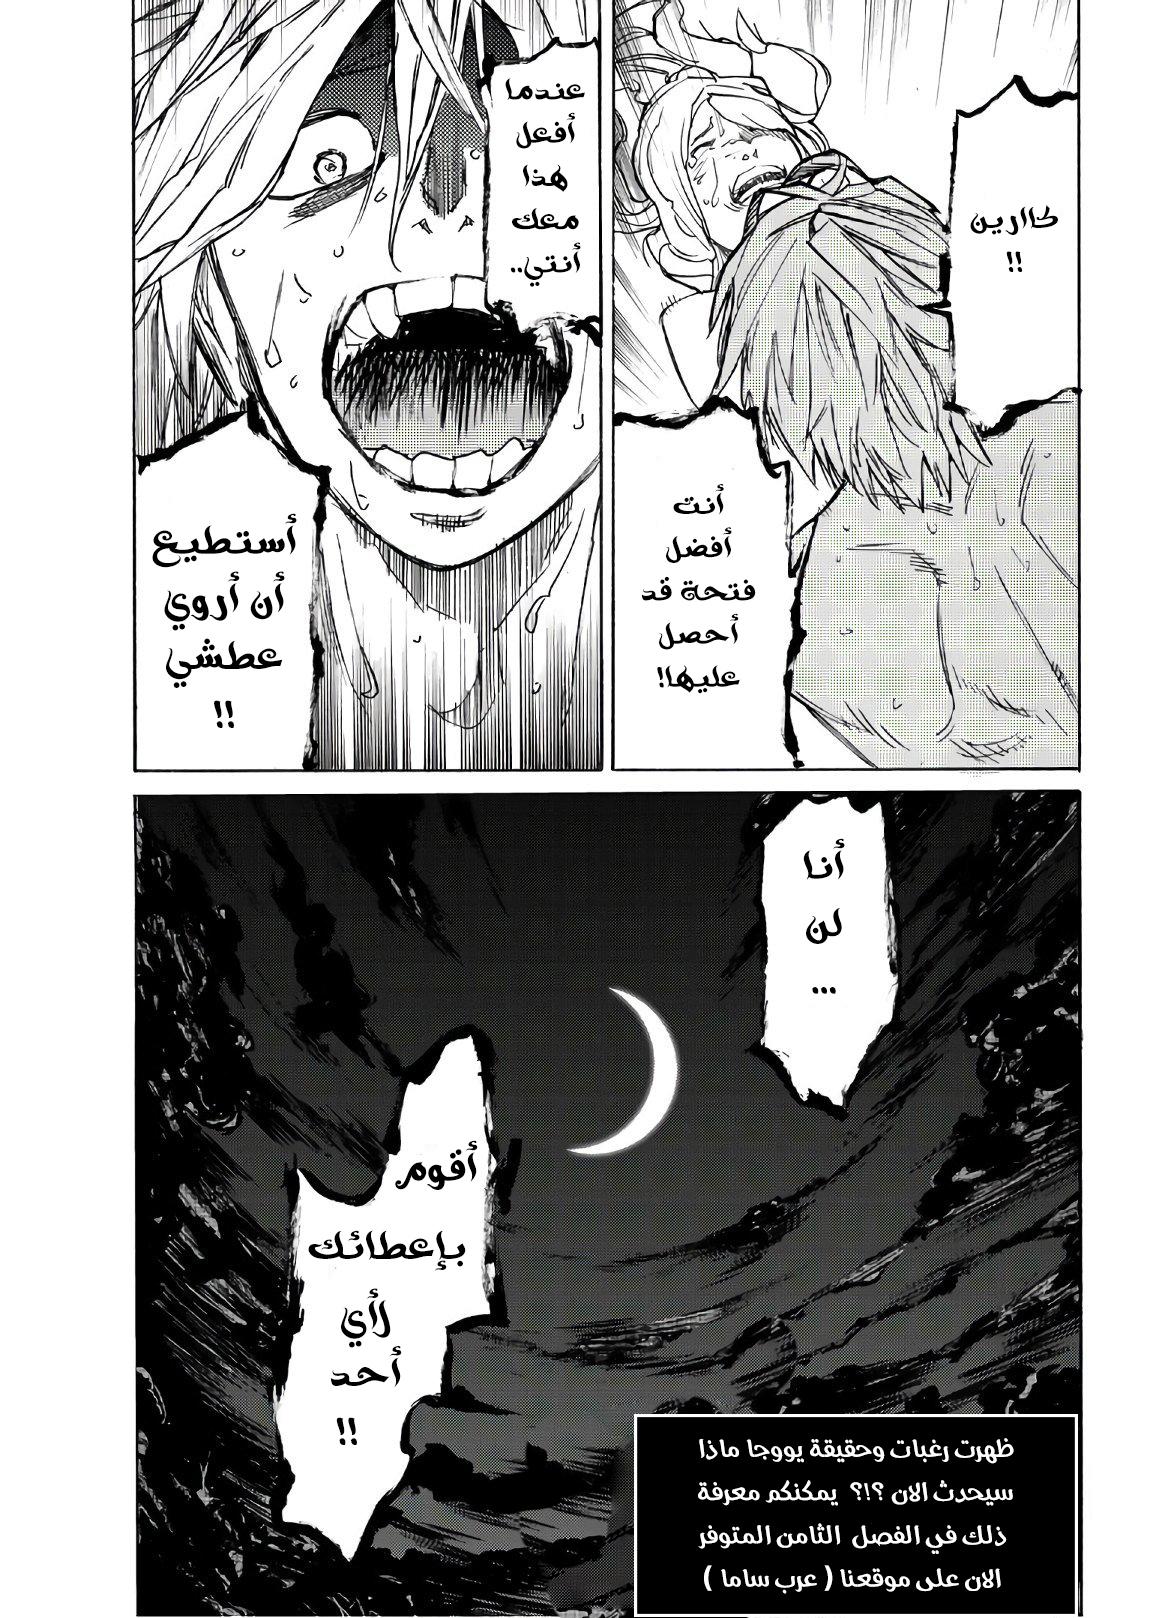 كاارين
!!
أنت
أفضل
فتحة قد
أحصل
عليها!
عندما
أفعل
هذا
معك
أنتي..
أستطيع
أن أروي
عطشي
!!
أنا
لن
...
أقوم
بإعطائك
لأي
أحد
!!
ظهرت رغبات وحقيقة يووجا ماذا
سيحدث الان ؟!؟ يمكنكم معرفة
ذلك في الفصل الثامن المتوفر
الان على موقعنا ( عرب ساما )